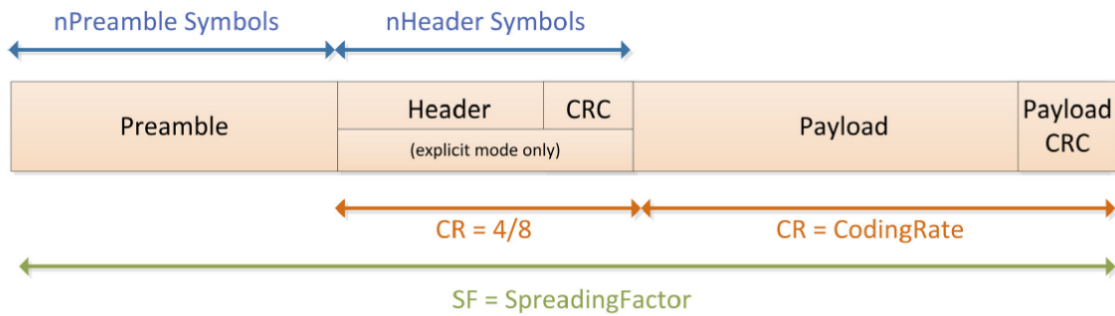 nPreamble Symbols
nHeader Symbols
Preamble
Header
CRC
(explicit mode only)
Payload
Payload
CRC
CR = 4/8
CR = CodingRate
SF = SpreadingFactor